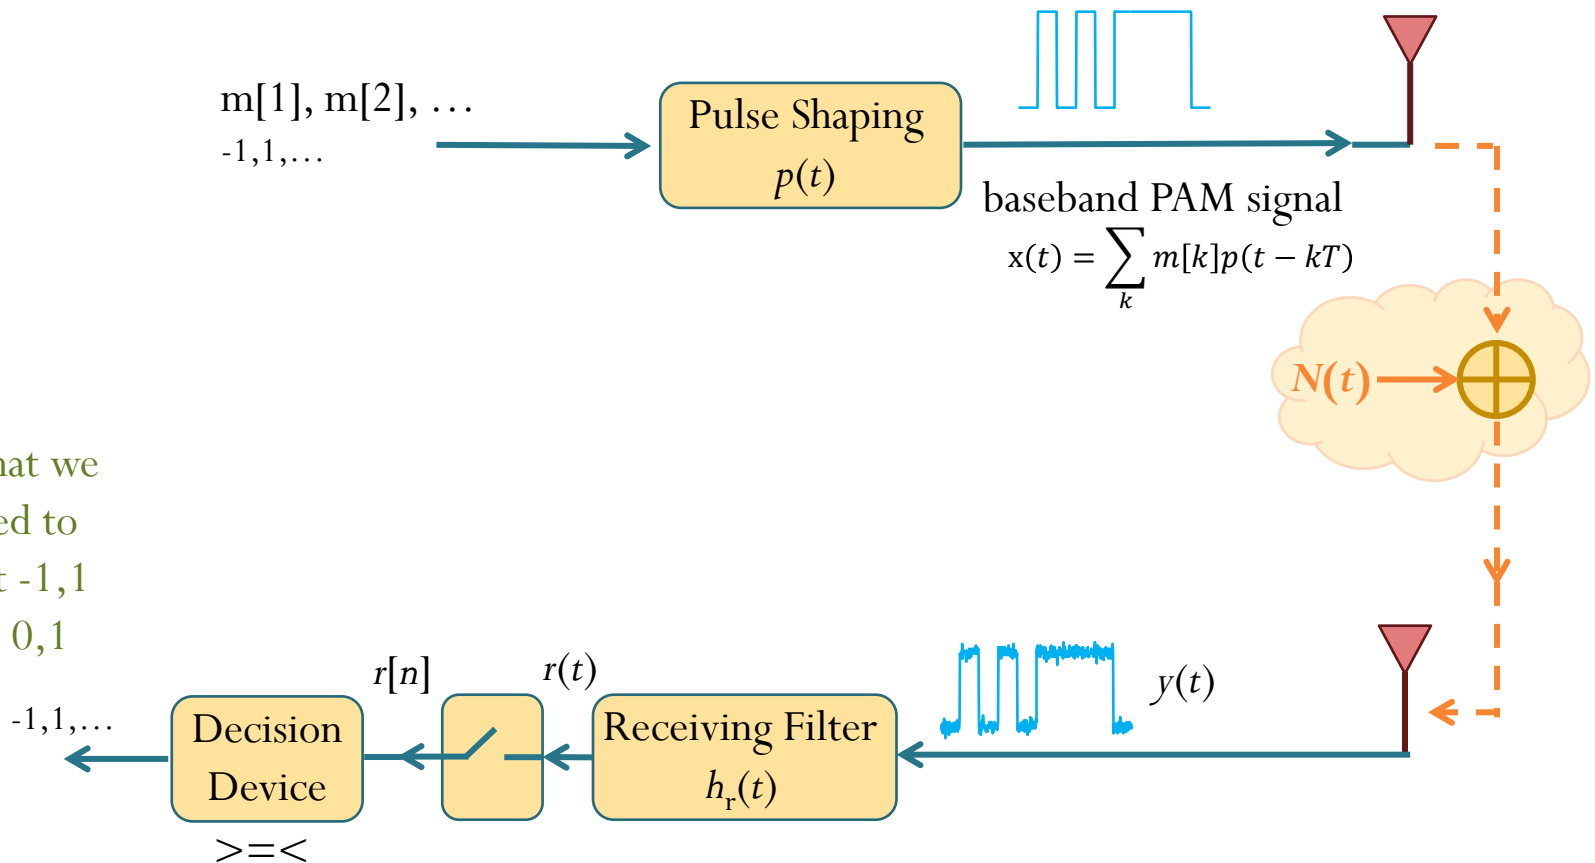 m[1], m[2], …
-1,1,…
Pulse Shaping
p(t)
baseband PAM signal
x(t) = ∑ m[k]p(t − kT)
k
N(t)
hat we
ed to
t -1,1
0,1
-1,1,…
Decision
Device
>=<
r[n]
r(t)
Receiving Filter
h_r(t)
y(t)